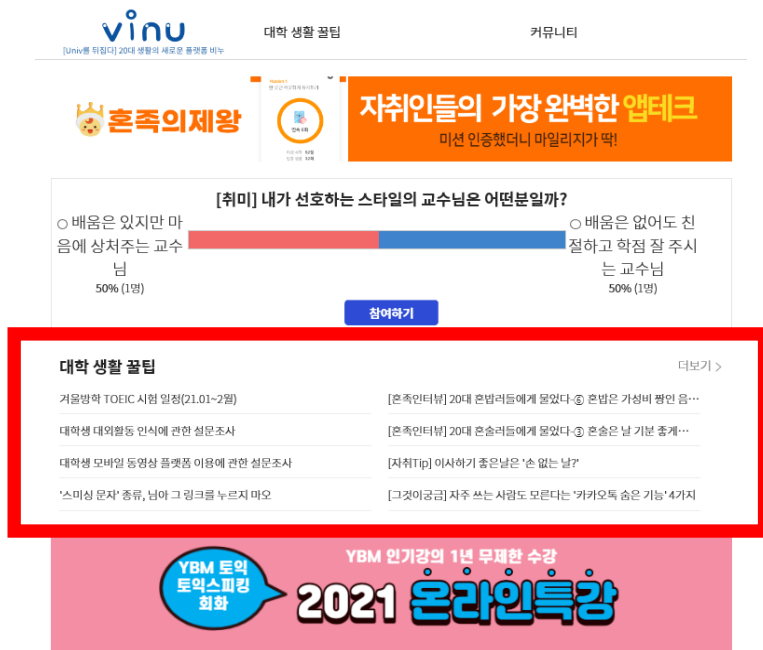 vinu
[Univ를 뒤집다] 20대 생활의 새로운 플랫폼 비누
대학 생활 꿀팁
커뮤니티
혼족의제왕
자취인들의 가장 완벽한 앱테크
미션 인증했더니 마일리지가 딱!
[취미] 내가 선호하는 스타일의 교수님은 어떤분일까?
○ 배움은 있지만 마
음에 상처주는 교수
님
50% (1명)
○ 배움은 없어도 친
절하고 학점 잘 주시
는 교수님
50% (1명)
참여하기
대학 생활 꿀팁
더보기 >
겨울방학 TOEIC 시험 일정(21.01~2월)
[혼족인터뷰] 20대 혼밥러들에게 물었다-⑥ 혼밥은 가성비 짱인 음…
대학생 대외활동 인식에 관한 설문조사
[혼족인터뷰] 20대 혼술러들에게 물었다-③ 혼술은 날 기분 좋게…
대학생 모바일 동영상 플랫폼 이용에 관한 설문조사
[자취Tip] 이사하기 좋은날은 '손 없는 날?'
'스미싱 문자' 종류, 님아 그 링크를 누르지 마오
[그것이궁금] 자주 쓰는 사람도 모른다는 '카카오톡 숨은 기능' 4가지
YBM 토익
토익스피킹
회화
YBM 인기강의 1년 무제한 수강
2021 온라인특강